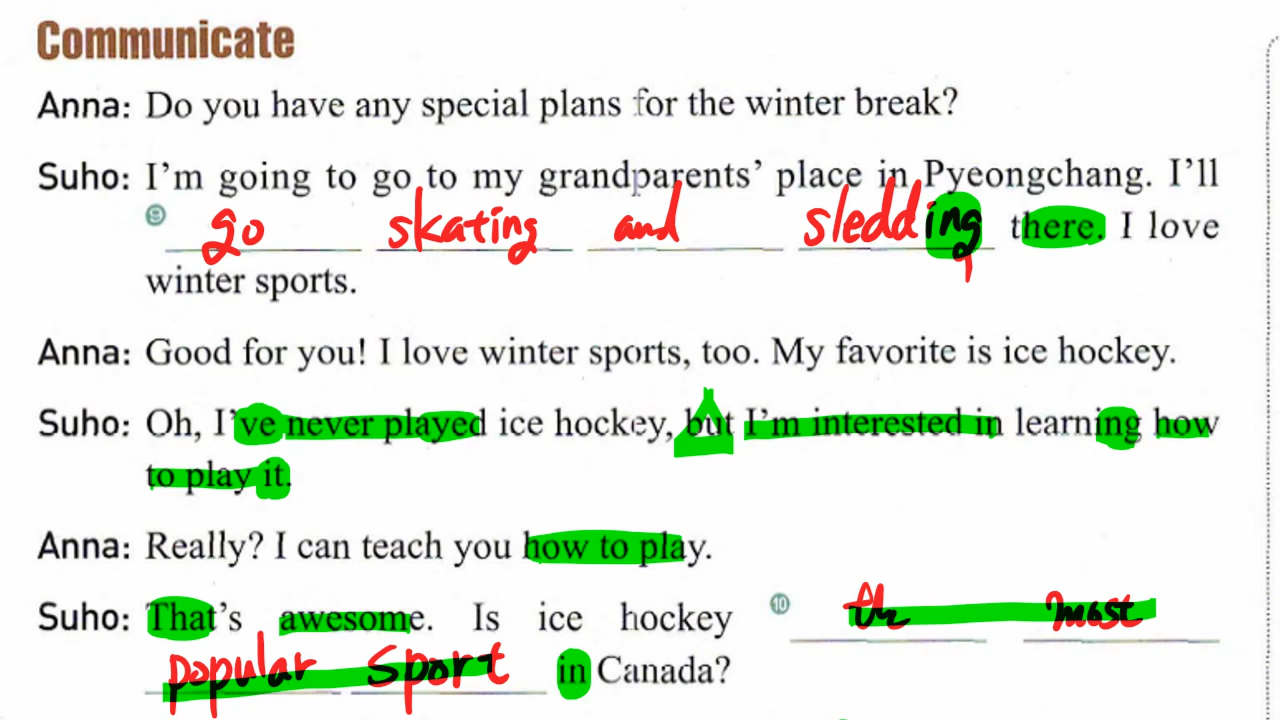 Communicate
Anna: Do you have any special plans for the winter break?
Suho: I'm going to go to my grandparents' place in Pyeongchang. I'll
⑨ go skating and sledding there. I love
winter sports.
Anna: Good for you! I love winter sports, too. My favorite is ice hockey.
Suho: Oh, I've never played ice hockey, but I'm interested in learning how
to play it.
Anna: Really? I can teach you how to play.
Suho: That's awesome. Is ice hockey ⑩ the most
popular sport in Canada?